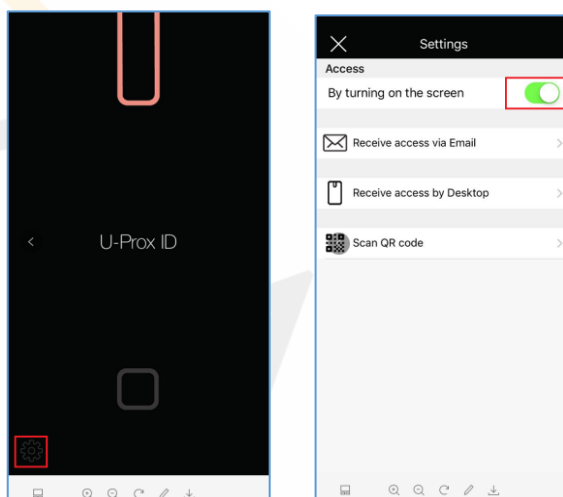 U-Prox ID
Settings
Access
By turning on the screen
Receive access via Email
Receive access by Desktop
Scan QR code